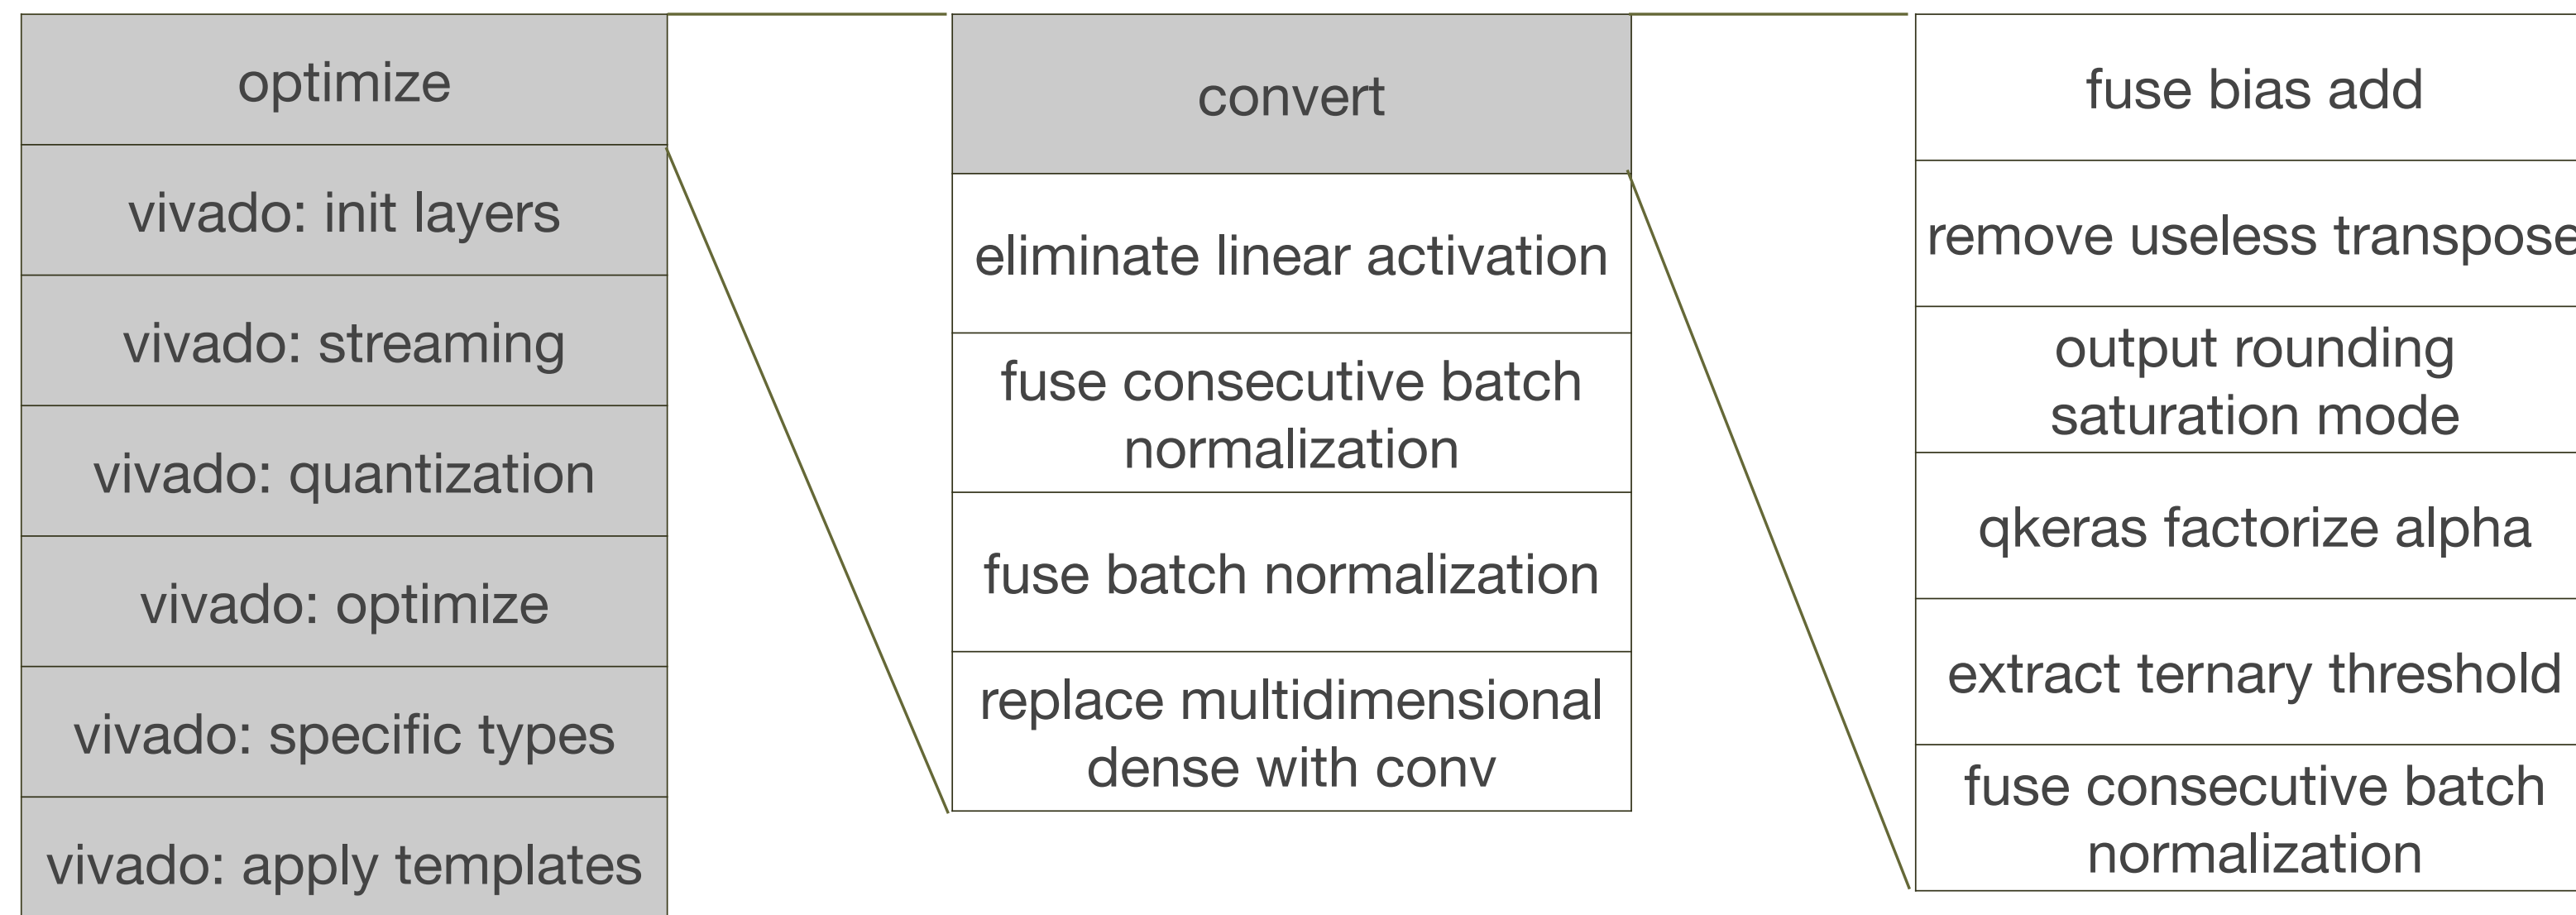 optimize
vivado: init layers
vivado: streaming
vivado: quantization
vivado: optimize
vivado: specific types
vivado: apply templates
convert
eliminate linear activation
fuse consecutive batch
normalization
fuse batch normalization
replace multidimensional
dense with conv
fuse bias add
remove useless transpose
output rounding
saturation mode
qkeras factorize alpha
extract ternary threshold
fuse consecutive batch
normalization